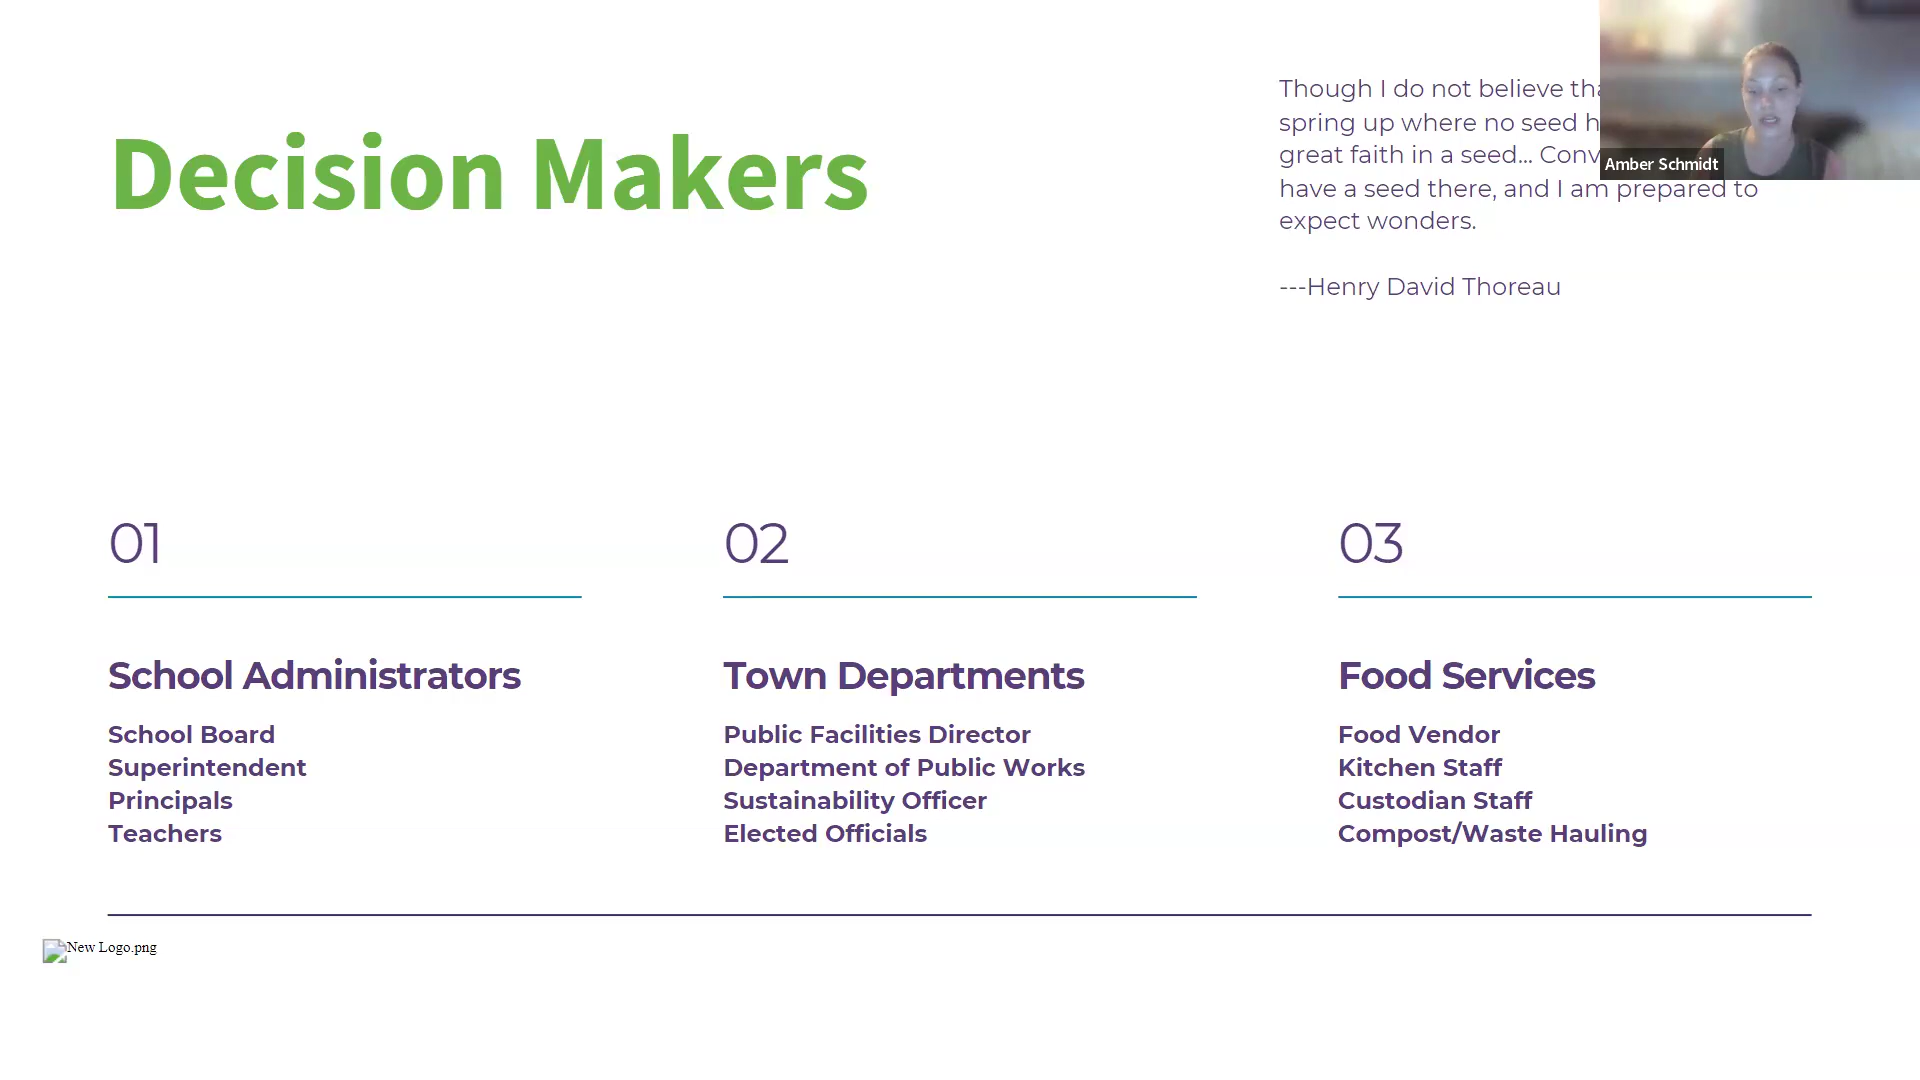 Decision Makers
Though I do not believe
spring up where no seed
great faith in a seed...
have a seed there, and I am prepared to
expect wonders.
---Henry David Thoreau
Amber Schmidt
01
02
03
School Administrators
School Board
Superintendent
Principals
Teachers
Town Departments
Public Facilities Director
Department of Public Works
Sustainability Officer
Elected Officials
Food Services
Food Vendor
Kitchen Staff
Custodian Staff
Compost/Waste Hauling
New Logo.png